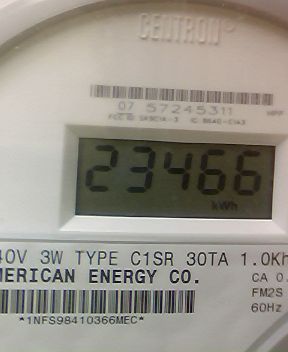 CENTRON®
07 57245311
23466
kWh
40V 3W TYPE C1SR 30TA 1.0Kh
MERICAN ENERGY CO.
CA 0.
FM2S
60Hz
*1NFS98410366MEC*